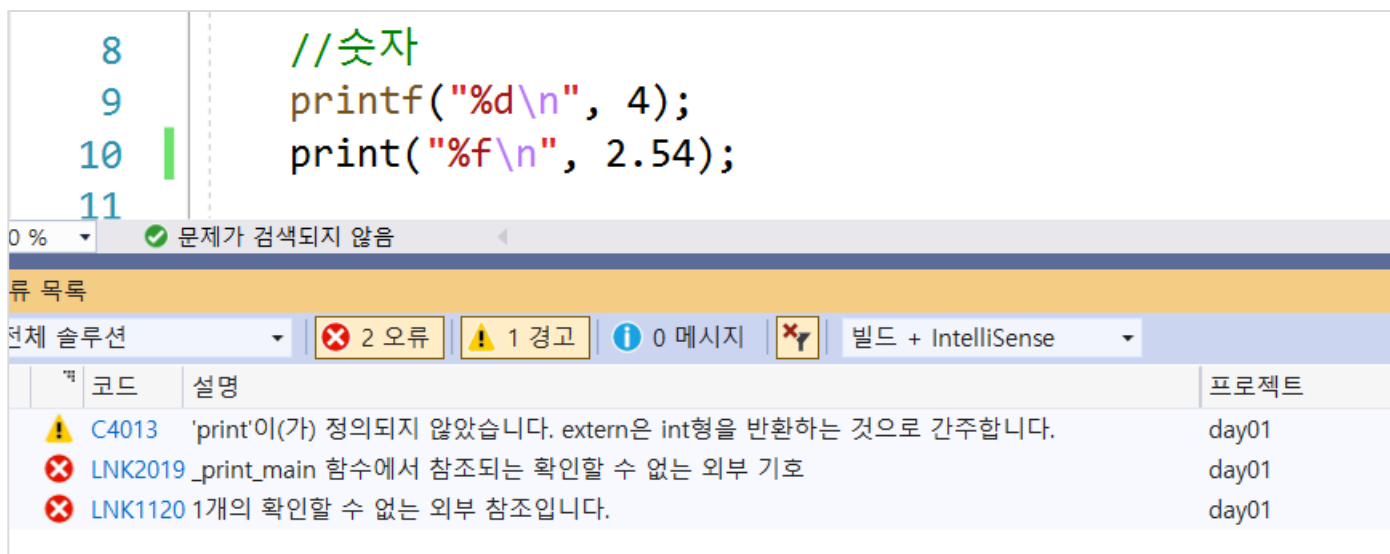 8 //숫자
9 printf("%d\n", 4);
10 print("%f\n", 2.54);
11
0 % 문제가 검색되지 않음
류 목록
전체 솔루션 2 오류 1 경고 0 메시지 빌드 + IntelliSense
코드 설명 프로젝트
C4013 'print'이(가) 정의되지 않았습니다. extern은 int형을 반환하는 것으로 간주합니다. day01
LNK2019 _print_main 함수에서 참조되는 확인할 수 없는 외부 기호 day01
LNK1120 1개의 확인할 수 없는 외부 참조입니다. day01